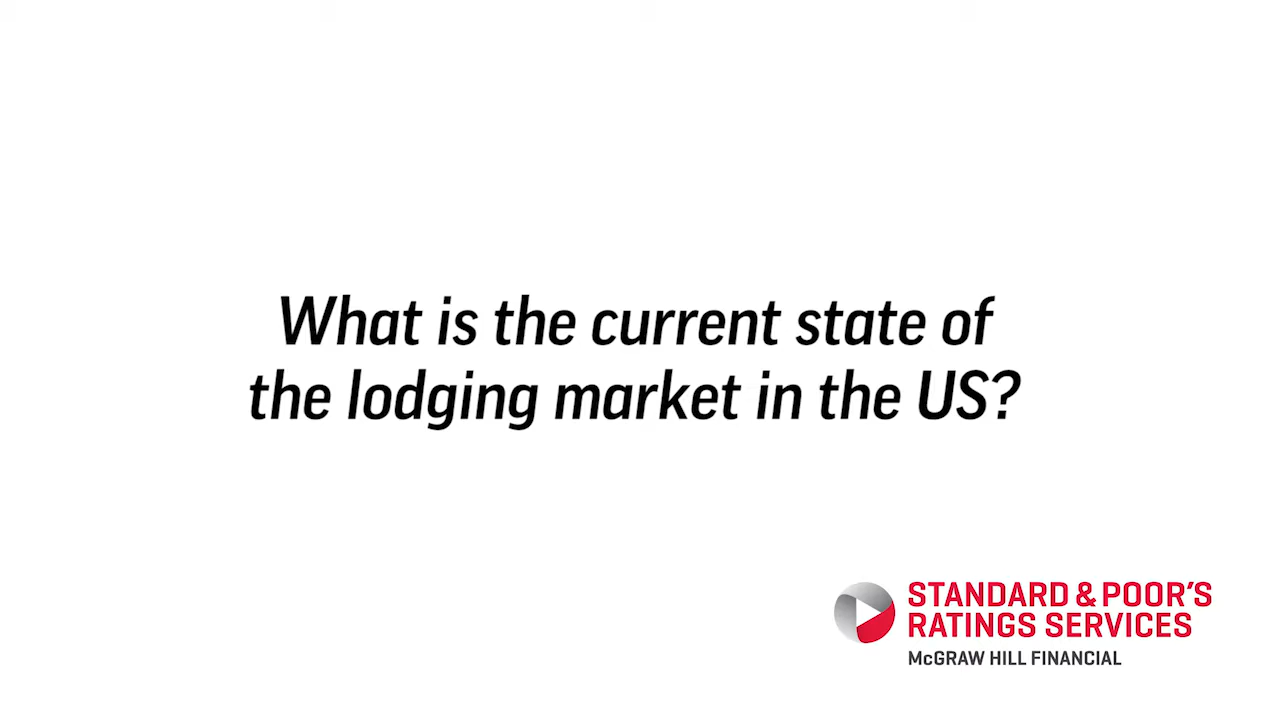 What is the current state of
the lodging market in the US?
STANDARD & POOR'S
RATINGS SERVICES
McGRAW HILL FINANCIAL